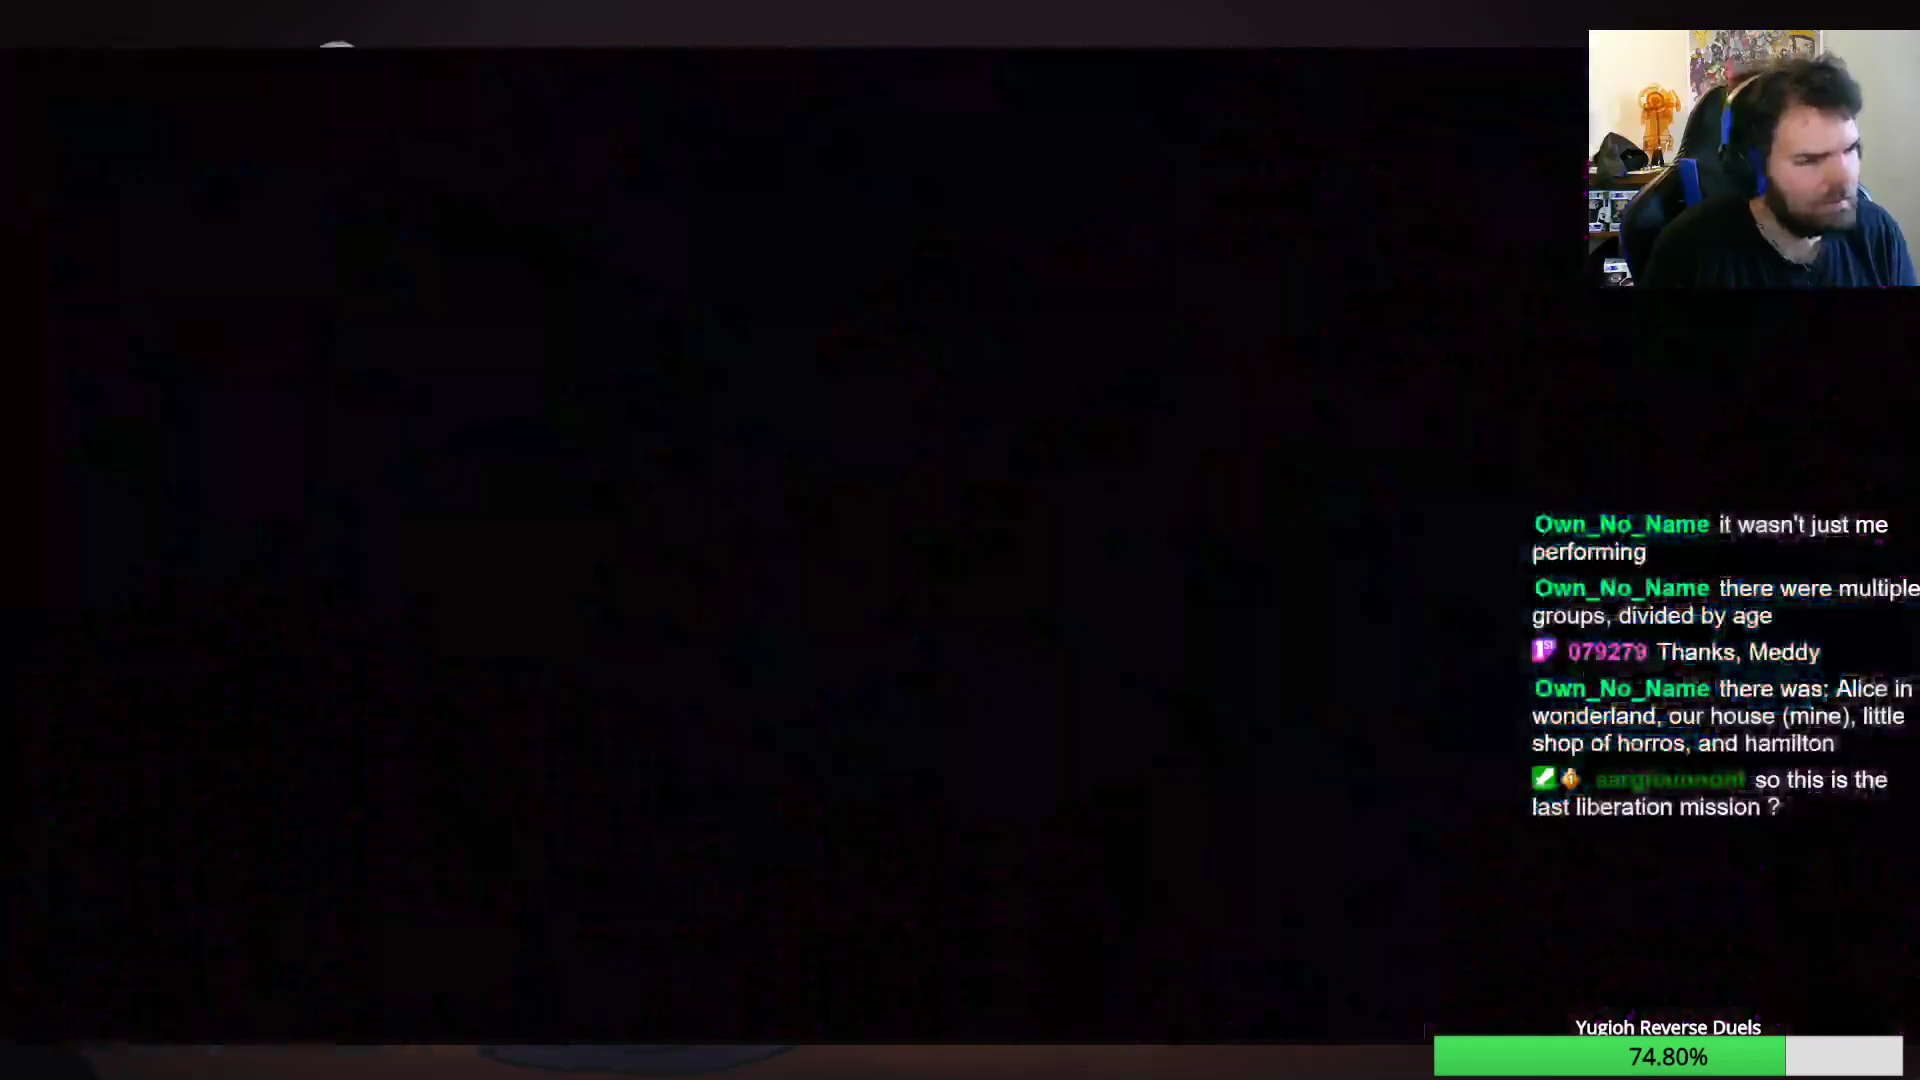 Own_No_Name it wasn't just me
performing
Own_No_Name there were multiple
groups, divided by age
1ST 079279 Thanks, Meddy
Own_No_Name there was: Alice in
wonderland, our house (mine), little
shop of horros, and hamilton
so this is the
last liberation mission ?
Yugioh Reverse Duels
74.80%